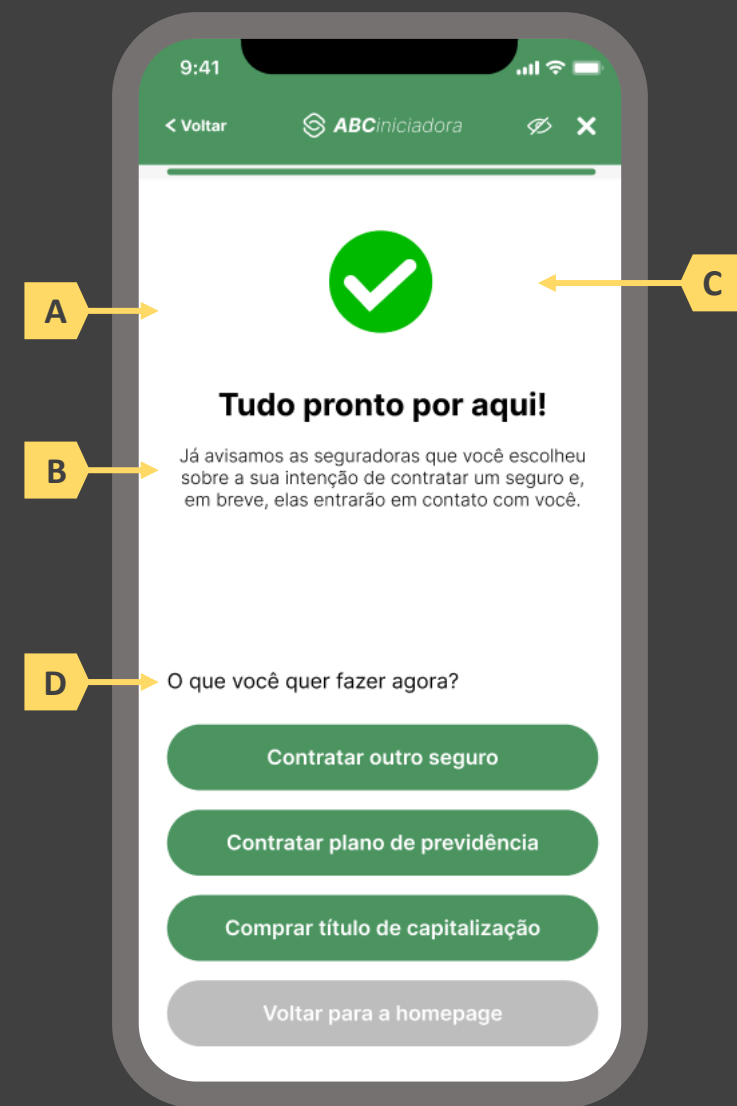 9:41
< Voltar
ABCiniciadora
A
C
Tudo pronto por aqui!
B
Já avisamos as seguradoras que você escolheu
sobre a sua intenção de contratar um seguro e,
em breve, elas entrarão em contato com você.
D
O que você quer fazer agora?
Contratar outro seguro
Contratar plano de previdência
Comprar título de capitalização
Voltar para a homepage